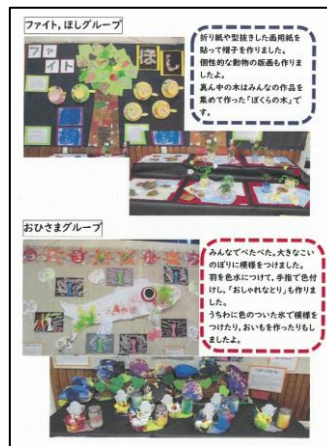 ファイト，ほしグループ
折り紙や型抜きした画用紙を
貼って帽子を作りました。
個性的な動物の版画も作りま
したよ。
真ん中の木はみんなの作品を
集めて作った「ぼくらの木」で
す。
ファ
イト
ほ
し
おひさまグループ
みんなでぺたぺた。大きなこい
のぼりに模様をつけました。
羽を色水につけて、手指で色付
けし、「おしゃれなとり」も作りま
した。
うちわに色のついた水で模様を
つけたり、おいもを作ったりもし
ましたよ。